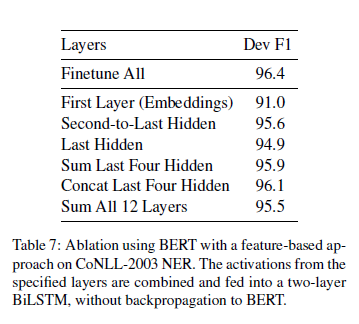 Layers Dev F1
Finetune All 96.4
First Layer (Embeddings) 91.0
Second-to-Last Hidden 95.6
Last Hidden 94.9
Sum Last Four Hidden 95.9
Concat Last Four Hidden 96.1
Sum All 12 Layers 95.5
Table 7: Ablation using BERT with a feature-based ap-
proach on CoNLL-2003 NER. The activations from the
specified layers are combined and fed into a two-layer
BiLSTM, without backpropagation to BERT.